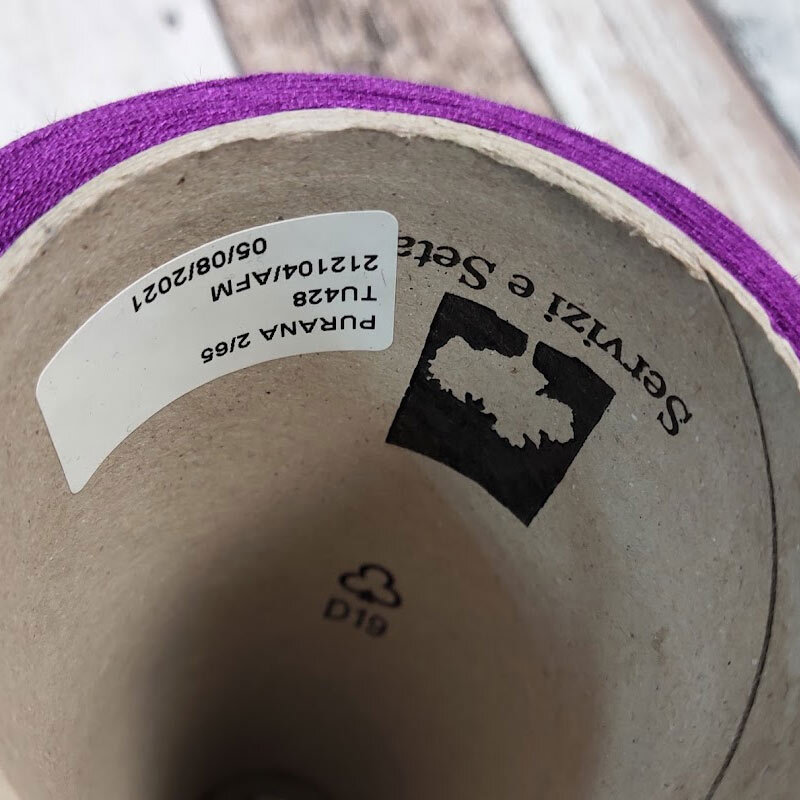 PURANA 2/65
TU428
212104/AFM
05/08/2021
Servizi e Seta
D19